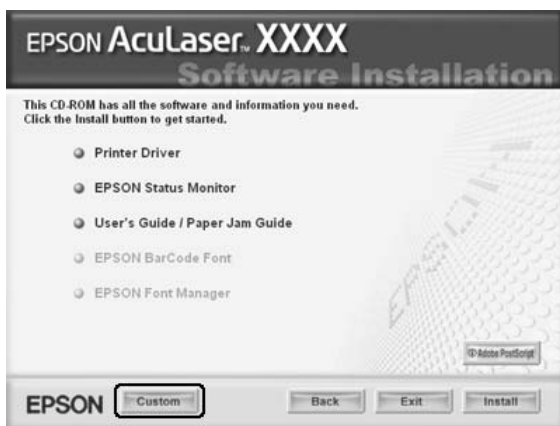 EPSON AcuLaser™ XXXX
Software Installation
This CD-ROM has all the software and information you need.
Click the Install button to get started.
Printer Driver
EPSON Status Monitor
User's Guide / Paper Jam Guide
EPSON BarCode Font
EPSON Font Manager
EPSON
Adobe PostScript
EPSON Custom Back Exit Install